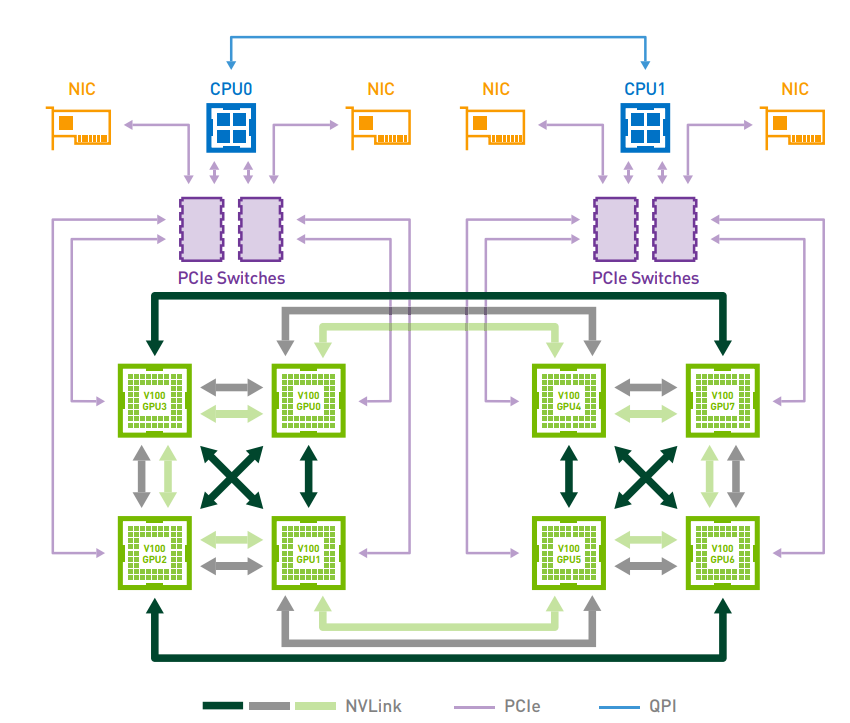 NIC
CPU0
NIC
NIC
CPU1
NIC
PCIe Switches
PCIe Switches
V100
GPU3
V100
GPU0
V100
GPU4
V100
GPU7
V100
GPU2
V100
GPU1
V100
GPU5
V100
GPU6
NVLink
PCIe
QPI